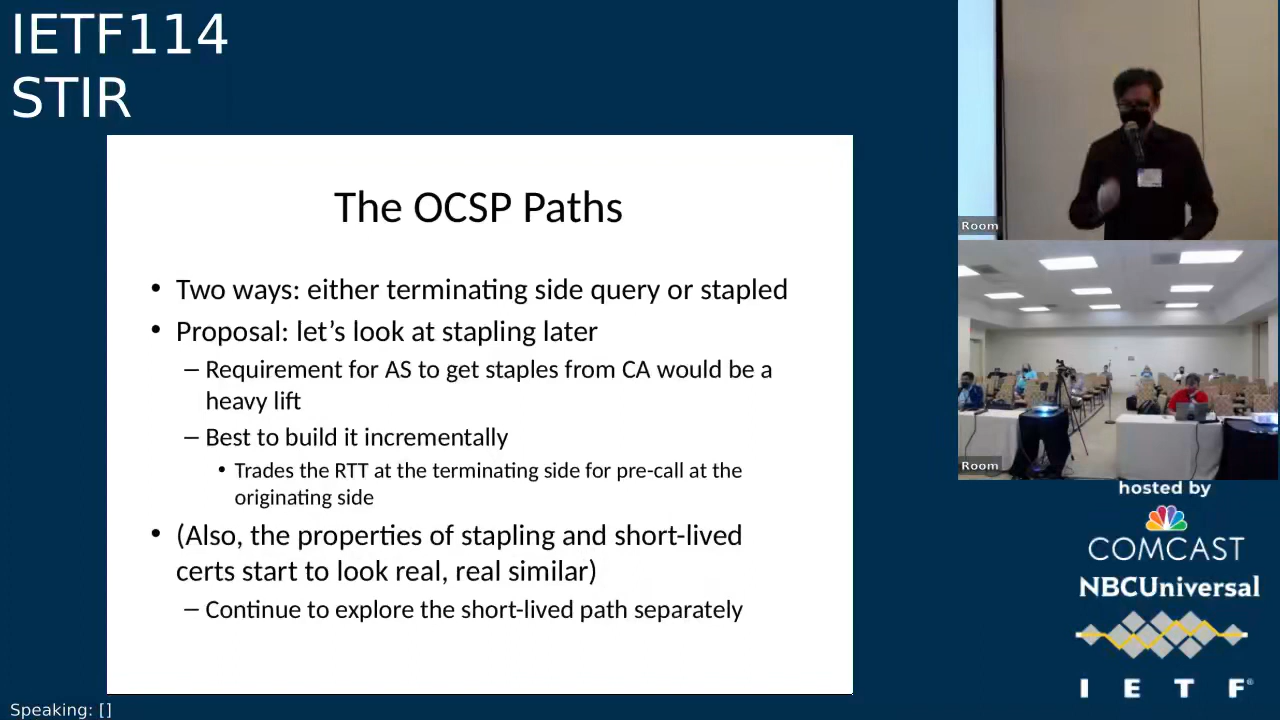 IETF114
STIR
The OCSP Paths
• Two ways: either terminating side query or stapled
• Proposal: let’s look at stapling later
– Requirement for AS to get staples from CA would be a
heavy lift
– Best to build it incrementally
• Trades the RTT at the terminating side for pre-call at the
originating side
• (Also, the properties of stapling and short-lived
certs start to look real, real similar)
– Continue to explore the short-lived path separately
Room
Room
hosted by
COMCAST
NBCUniversal
I E T F®
Speaking: []